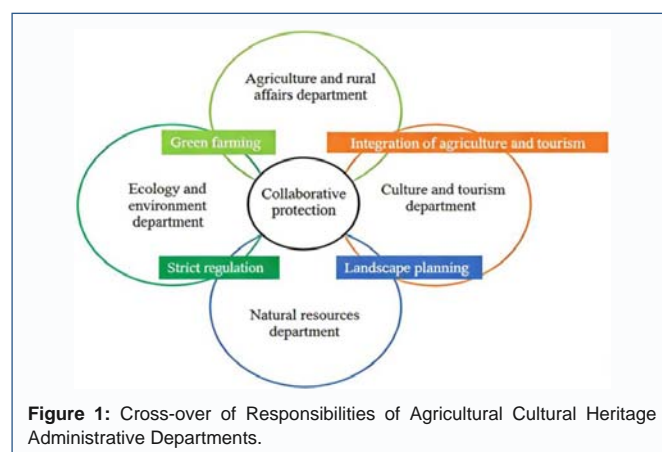 Agriculture and rural
affairs department
Green farming
Integration of agriculture and tourism
Ecology and
environment
department
Collaborative
protection
Culture and tourism
department
Strict regulation
Landscape planning
Natural resources
department
Figure 1: Cross-over of Responsibilities of Agricultural Cultural Heritage
Administrative Departments.